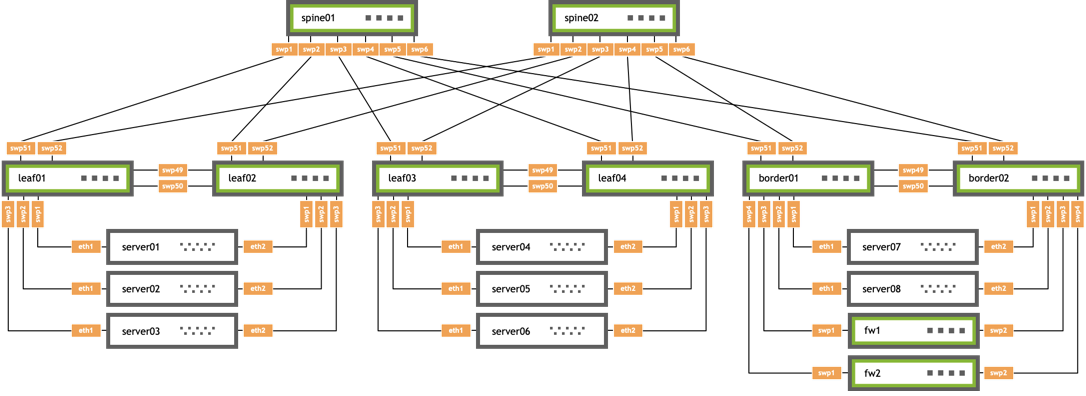 spine01
spine02
swp1 swp2 swp3 swp4 swp5 swp6
swp1 swp2 swp3 swp4 swp5 swp6
swp51 swp52
swp51 swp52
swp51 swp52
swp51 swp52
swp51 swp52
swp51 swp52
leaf01
swp49
swp50
leaf02
leaf03
swp49
swp50
leaf04
border01
swp49
swp50
border02
swp3 swp2 swp1
swp1 swp2 swp3
swp3 swp2 swp1
swp1 swp2 swp3
swp4 swp3 swp2 swp1
swp1 swp2 swp3 swp4
eth1 server01 eth2
eth1 server04 eth2
eth1 server07 eth2
eth1 server02 eth2
eth1 server05 eth2
eth1 server08 eth2
eth1 server03 eth2
eth1 server06 eth2
swp1 fw1 swp2
swp1 fw2 swp2